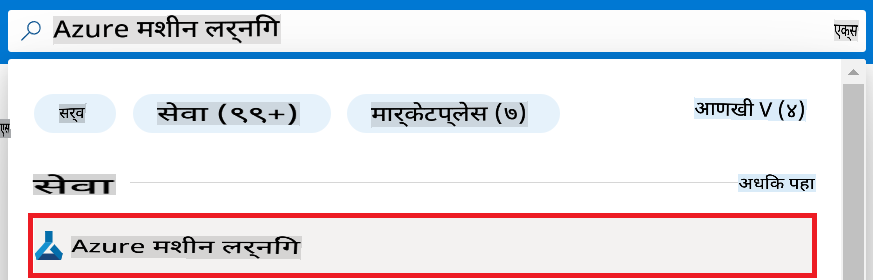 Azure मशीन लर्निंग
एक्स
सर्व
सेवा (९९+)
मार्केटप्लेस (७)
आणखी V (४)
एम
सेवा
अधिक पहा
Azure मशीन लर्निंग